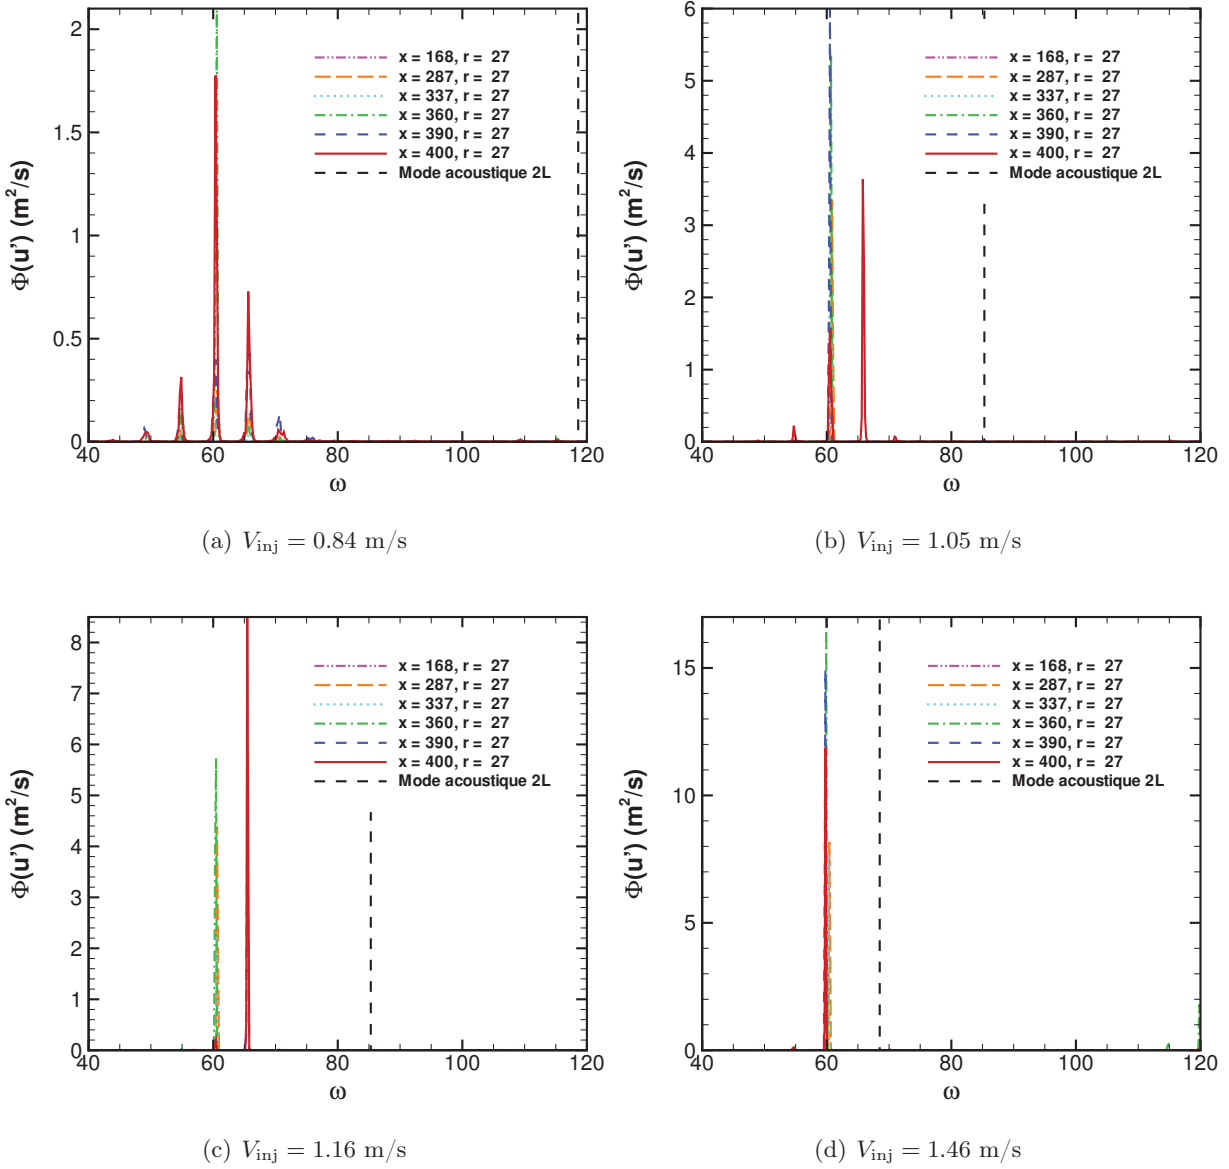 Φ(u') (m²/s)
2
1.5
1
0.5
0
40 60 80 100 120
ω
x = 168, r = 27
x = 287, r = 27
x = 337, r = 27
x = 360, r = 27
x = 390, r = 27
x = 400, r = 27
Mode acoustique 2L
(a) V_inj = 0.84 m/s
Φ(u') (m²/s)
6
5
4
3
2
1
0
40 60 80 100 120
ω
x = 168, r = 27
x = 287, r = 27
x = 337, r = 27
x = 360, r = 27
x = 390, r = 27
x = 400, r = 27
Mode acoustique 2L
(b) V_inj = 1.05 m/s
Φ(u') (m²/s)
8
7
6
5
4
3
2
1
0
40 60 80 100 120
ω
x = 168, r = 27
x = 287, r = 27
x = 337, r = 27
x = 360, r = 27
x = 390, r = 27
x = 400, r = 27
Mode acoustique 2L
(c) V_inj = 1.16 m/s
Φ(u') (m²/s)
15
10
5
0
40 60 80 100 120
ω
x = 168, r = 27
x = 287, r = 27
x = 337, r = 27
x = 360, r = 27
x = 390, r = 27
x = 400, r = 27
Mode acoustique 2L
(d) V_inj = 1.46 m/s